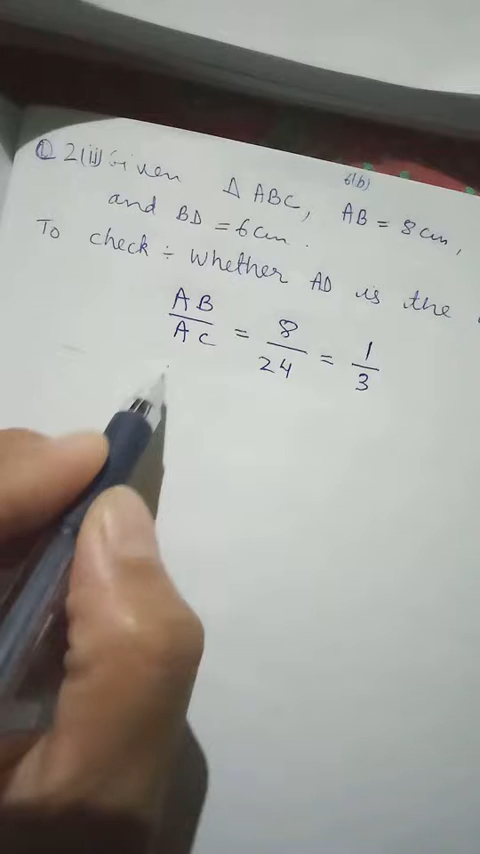 6(b)
Q 2(ii) Given Δ ABC, AB = 8 cm,
and BD = 6 cm.
To check ÷ Whether AD is the
AB/AC = 8/24 = 1/3